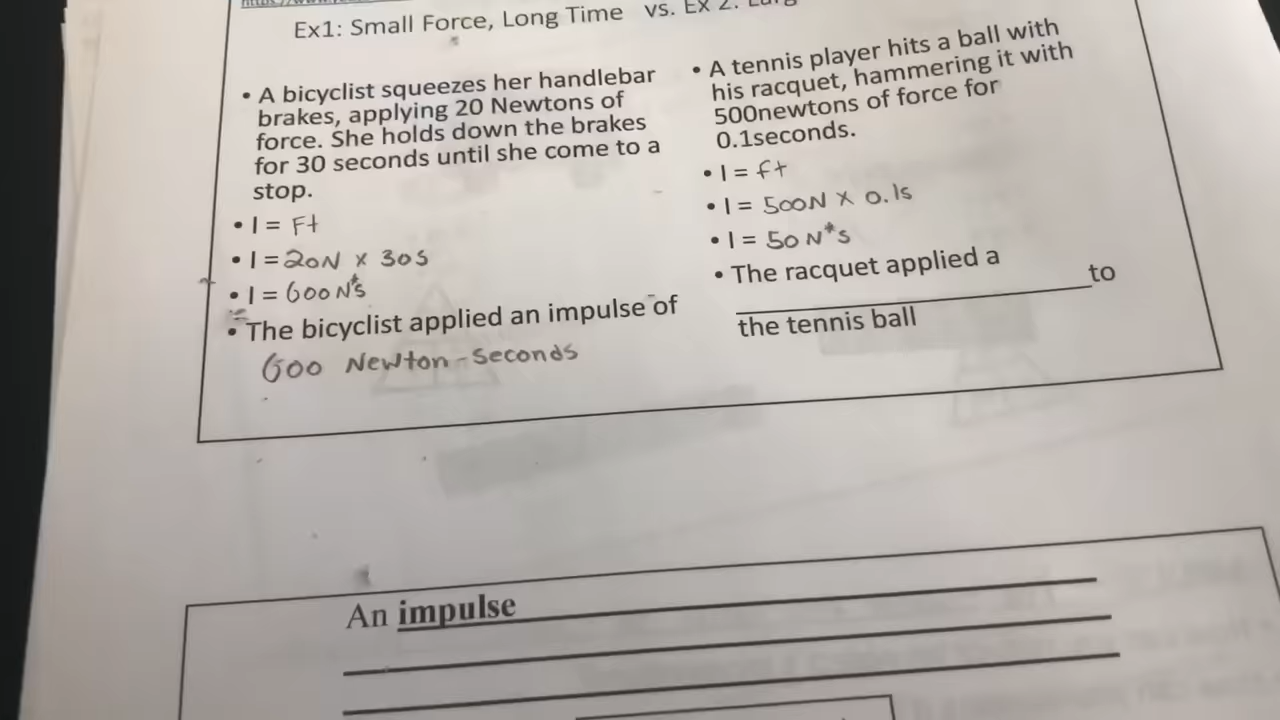 Ex1: Small Force, Long Time vs. Ex 2:
• A bicyclist squeezes her handlebar
brakes, applying 20 Newtons of
force. She holds down the brakes
for 30 seconds until she come to a
stop.
• I = Ft
• I = 20N x 30s
• I = 600 N*s
• The bicyclist applied an impulse of
600 Newton-Seconds
• A tennis player hits a ball with
his racquet, hammering it with
500newtons of force for
0.1seconds.
• I = ft
• I = 500N x 0.1s
• I = 50 N*s
• The racquet applied a
to
the tennis ball
An impulse